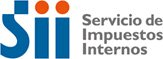 Sii
Servicio de
Impuestos
Internos